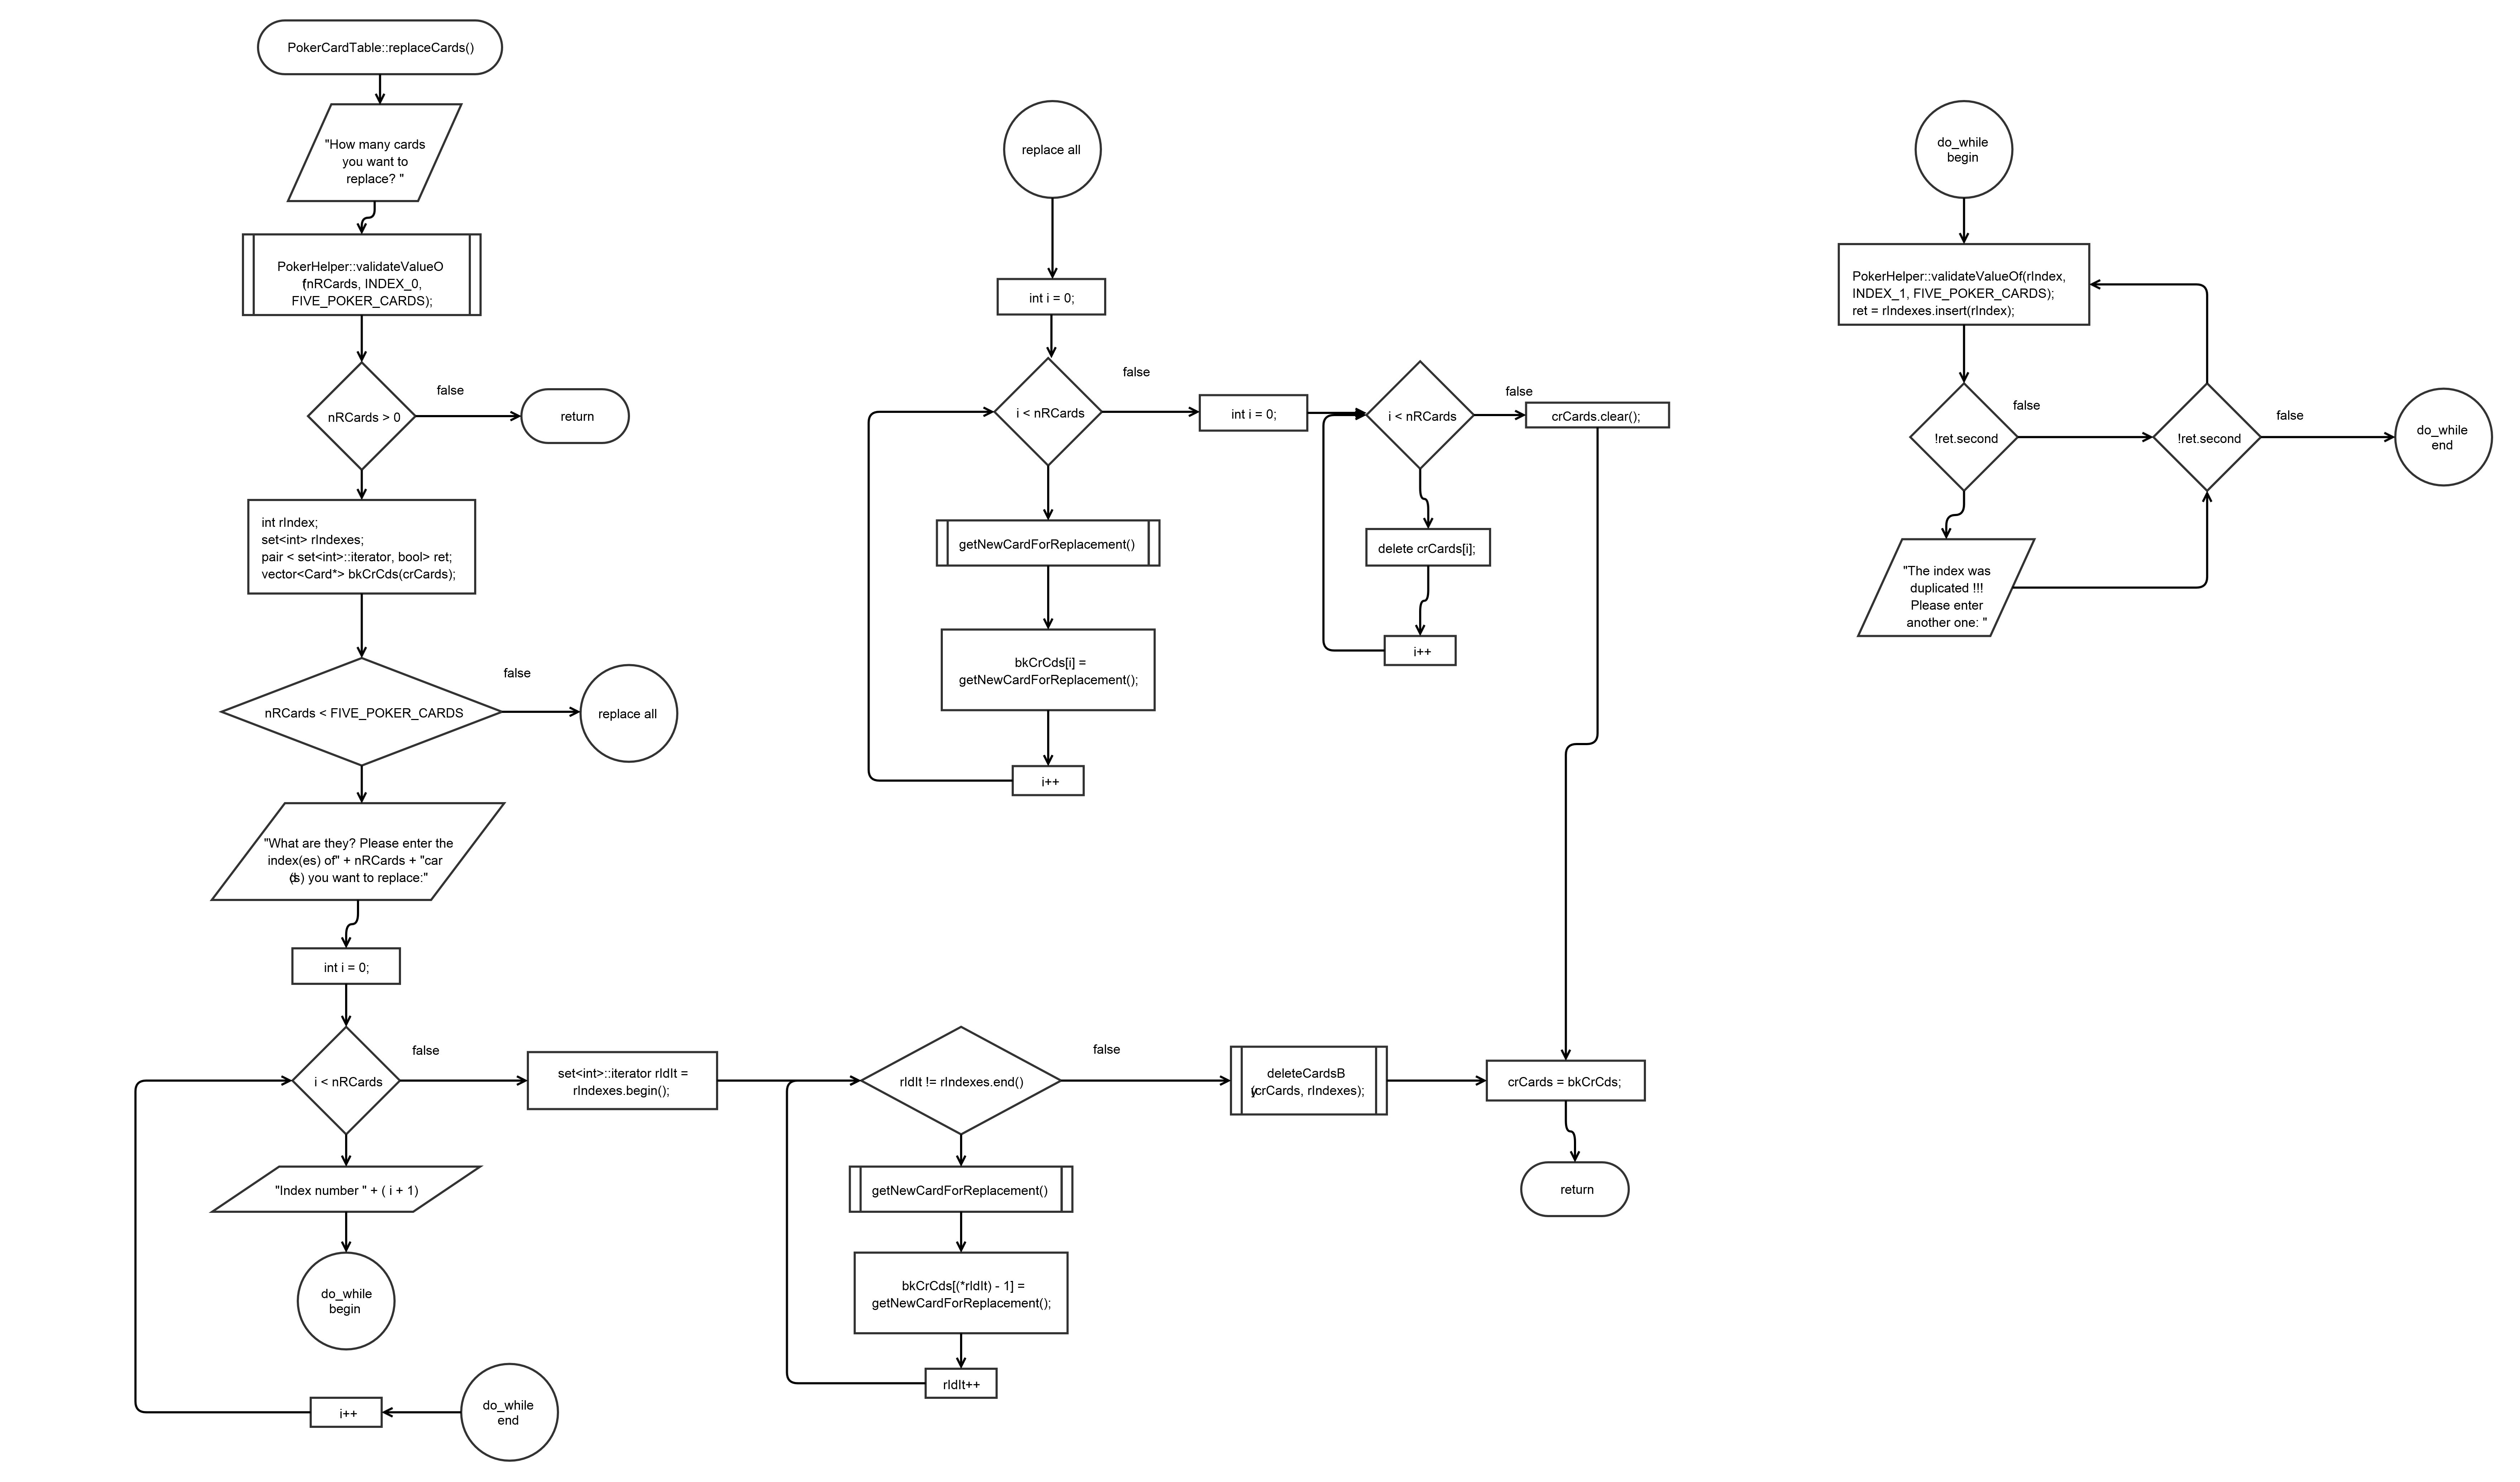 PokerCardTable::replaceCards()
"How many cards
you want to
replace? "
PokerHelper::validateValueO
f(nRCards, INDEX_0,
FIVE_POKER_CARDS);
nRCards > 0
false
return
int rIndex;
set<int> rIndexes;
pair < set<int>::iterator, bool> ret;
vector<Card*> bkCrCds(crCards);
nRCards < FIVE_POKER_CARDS
false
replace all
"What are they? Please enter the
index(es) of" + nRCards + "car
d(s) you want to replace:"
int i = 0;
i < nRCards
false
"Index number " + ( i + 1)
do_while
begin
i++
do_while
end
set<int>::iterator rIdIt =
rIndexes.begin();
rIdIt != rIndexes.end()
false
getNewCardForReplacement()
bkCrCds[(*rIdIt) - 1] =
getNewCardForReplacement();
rIdIt++
deleteCardsB
y(crCards, rIndexes);
crCards = bkCrCds;
return
replace all
int i = 0;
i < nRCards
false
getNewCardForReplacement()
bkCrCds[i] =
getNewCardForReplacement();
i++
int i = 0;
i < nRCards
false
delete crCards[i];
i++
crCards.clear();
do_while
begin
PokerHelper::validateValueOf(rIndex,
INDEX_1, FIVE_POKER_CARDS);
ret = rIndexes.insert(rIndex);
!ret.second
false
"The index was
duplicated !!!
Please enter
another one: "
!ret.second
false
do_while
end